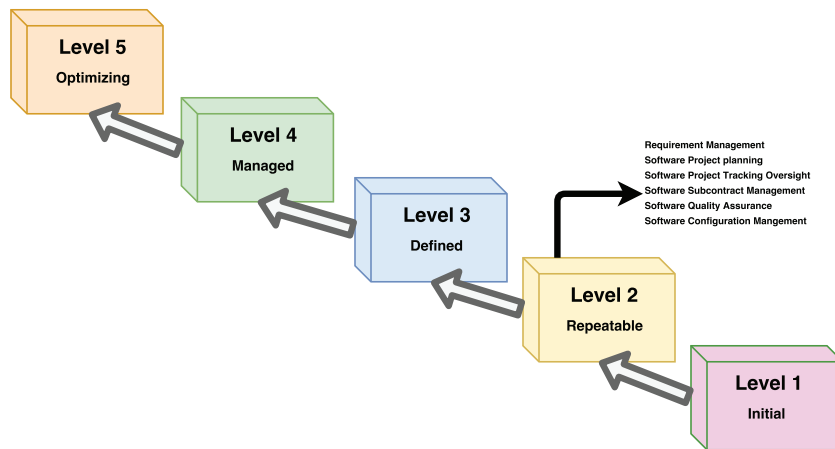 Level 5
Optimizing
Level 4
Managed
Requirement Management
Software Project planning
Software Project Tracking Oversight
Software Subcontract Management
Software Quality Assurance
Software Configuration Mangement
Level 3
Defined
Level 2
Repeatable
Level 1
Initial